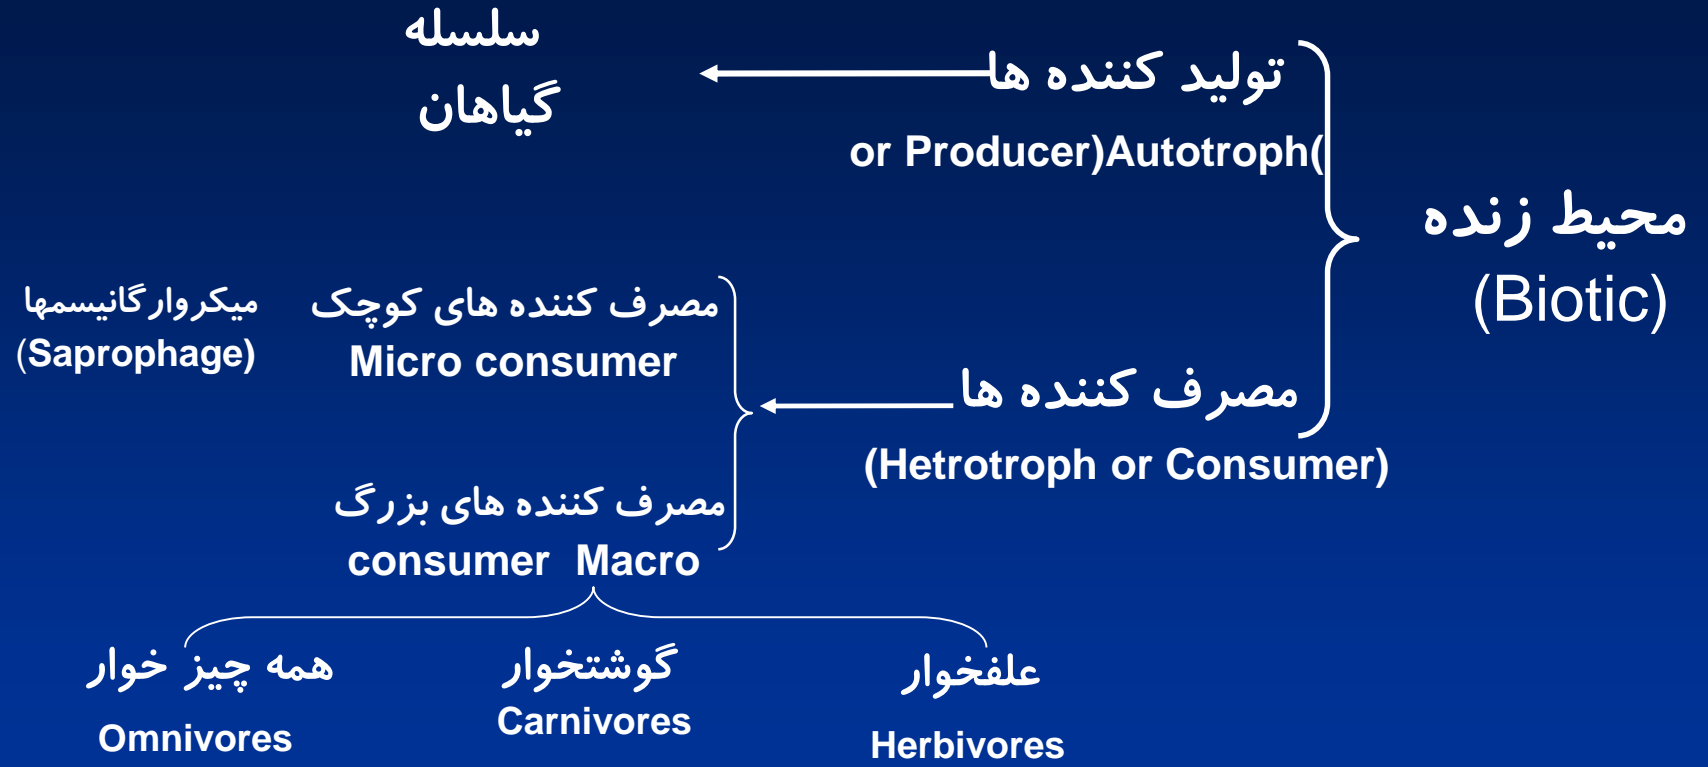 محیط زنده
(Biotic)
تولید کننده ها
or Producer)Autotroph(
سلسله
گیاهان
مصرف کننده ها
(Hetrotroph or Consumer)
مصرف کننده های کوچک
Micro consumer
میکروارگانیسمها
(Saprophage)
مصرف کننده های بزرگ
consumer Macro
علفخوار
Herbivores
گوشتخوار
Carnivores
همه چیز خوار
Omnivores